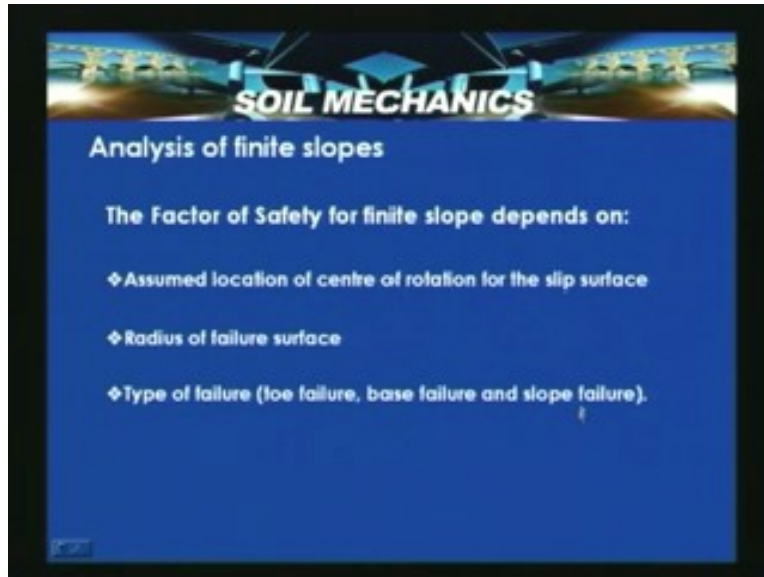 SOIL MECHANICS
Analysis of finite slopes
The Factor of Safety for finiite slope depends on:
❖Assumed location of centre of rotation for the slip surface
❖Radius of failure surface
❖Type of failure (toe failure, base failure and slope failure).